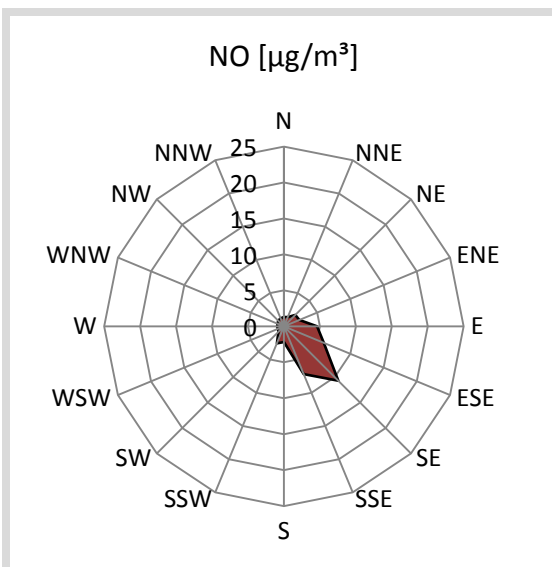 NO [µg/m³]
N
NNW 25 NNE
NW 20 NE
15
WNW 10 ENE
5
W 0 E
WSW ESE
SW SE
SSW SSE
S